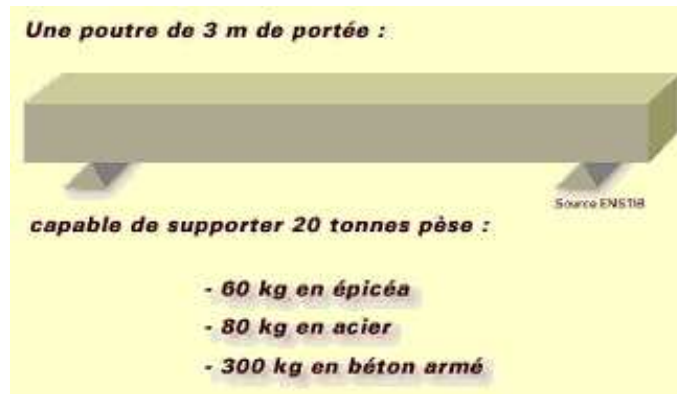 Une poutre de 3 m de portée :
Source ENSTIB
capable de supporter 20 tonnes pèse :
- 60 kg en épicéa
- 80 kg en acier
- 300 kg en béton armé